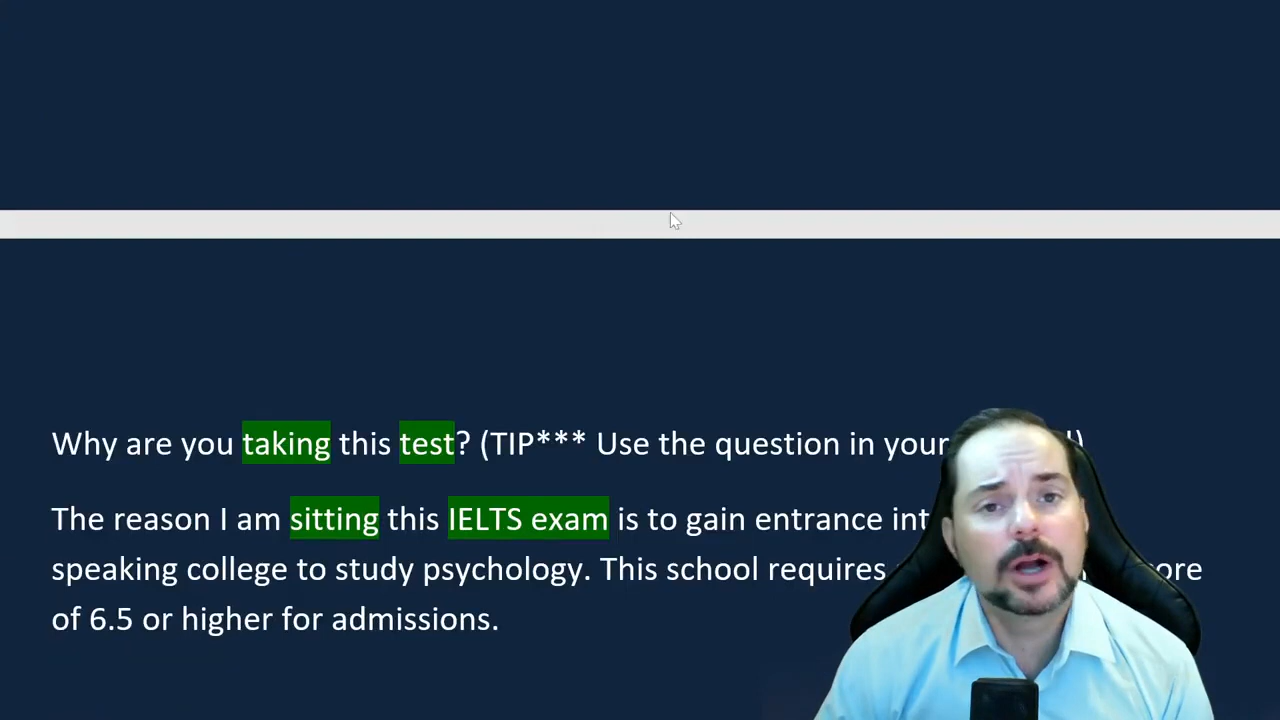 Why are you taking this test? (TIP*** Use the question in your
The reason I am sitting this IELTS exam is to gain entrance
speaking college to study psychology. This school requires
of 6.5 or higher for admissions.